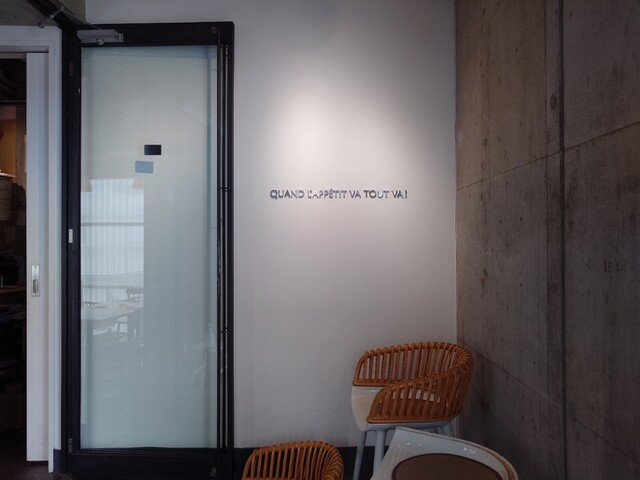 QUAND L'APPÉTIT VA TOUT VA !